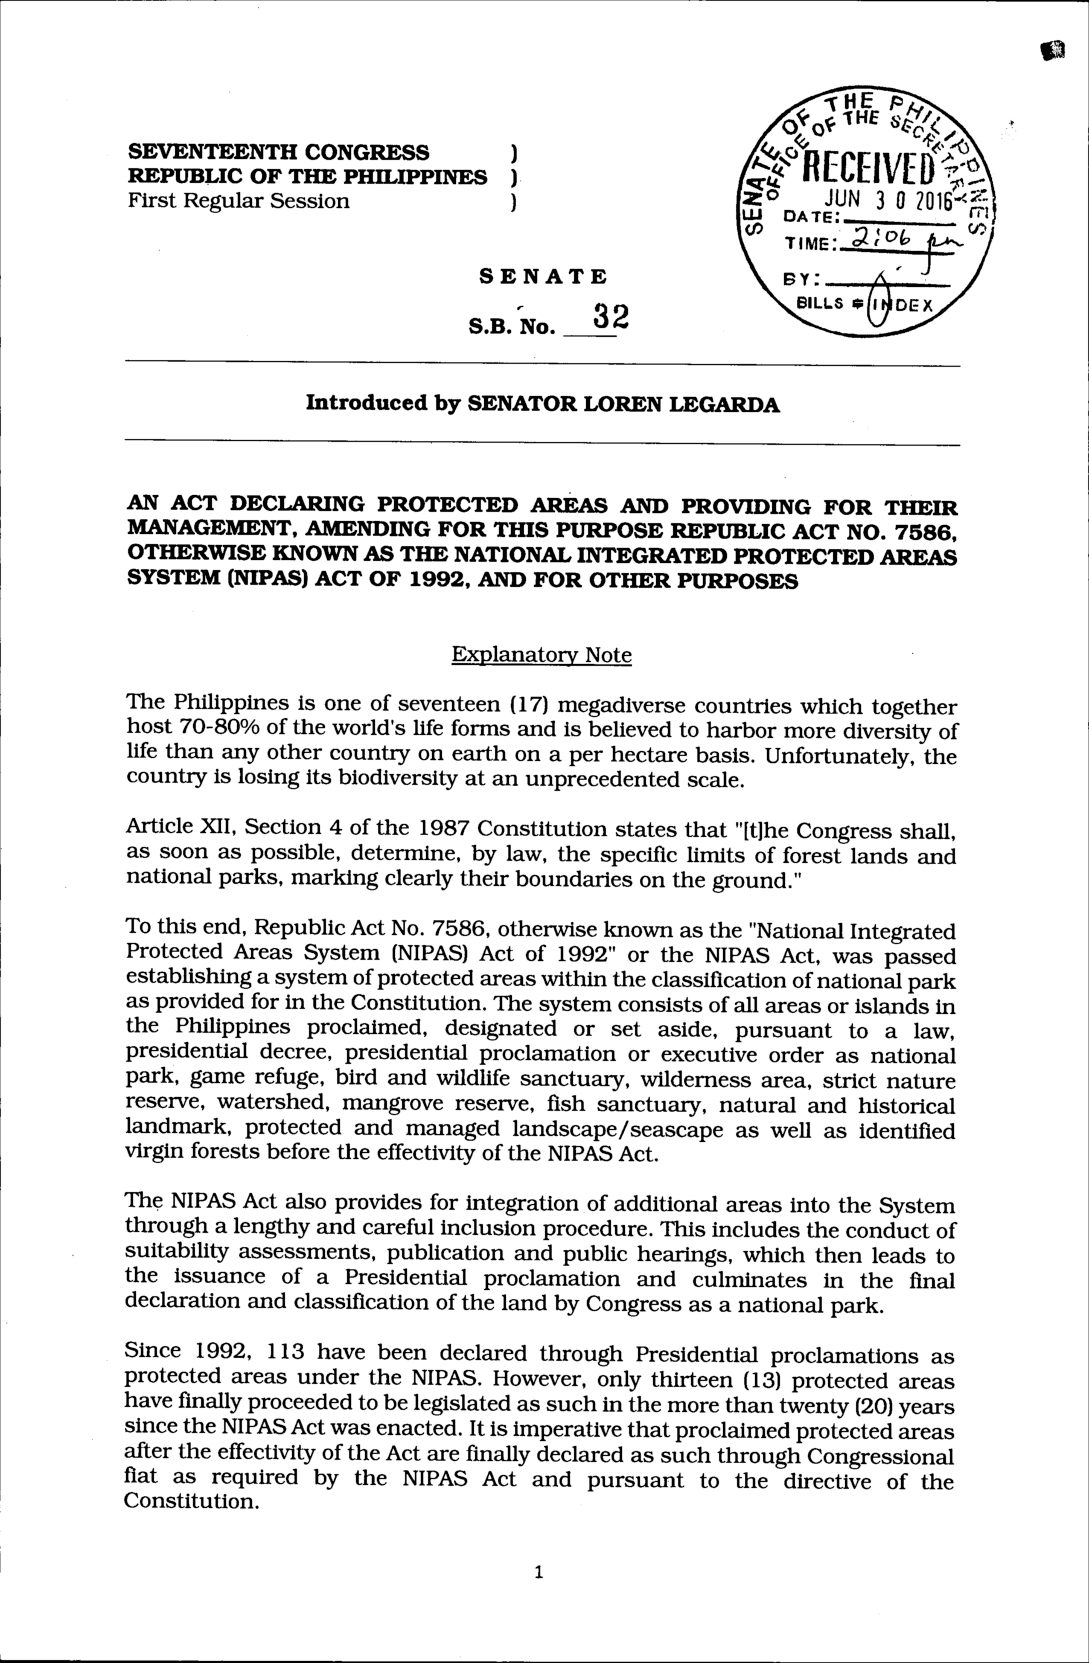 SEVENTEENTH CONGRESS )
REPUBLIC OF THE PHILIPPINES )
First Regular Session )
SENATE OF THE PHILIPPINES
OFFICE OF THE SECRETARY
RECEIVED
JUN 30 2016
DATE:
TIME: 2:06 pm
BY:
BILLS & INDEX
SENATE
S.B. No. 32
Introduced by SENATOR LOREN LEGARDA
AN ACT DECLARING PROTECTED AREAS AND PROVIDING FOR THEIR
MANAGEMENT, AMENDING FOR THIS PURPOSE REPUBLIC ACT NO. 7586,
OTHERWISE KNOWN AS THE NATIONAL INTEGRATED PROTECTED AREAS
SYSTEM (NIPAS) ACT OF 1992, AND FOR OTHER PURPOSES
Explanatory Note
The Philippines is one of seventeen (17) megadiverse countries which together
host 70-80% of the world's life forms and is believed to harbor more diversity of
life than any other country on earth on a per hectare basis. Unfortunately, the
country is losing its biodiversity at an unprecedented scale.
Article XII, Section 4 of the 1987 Constitution states that "[t]he Congress shall,
as soon as possible, determine, by law, the specific limits of forest lands and
national parks, marking clearly their boundaries on the ground."
To this end, Republic Act No. 7586, otherwise known as the "National Integrated
Protected Areas System (NIPAS) Act of 1992" or the NIPAS Act, was passed
establishing a system of protected areas within the classification of national park
as provided for in the Constitution. The system consists of all areas or islands in
the Philippines proclaimed, designated or set aside, pursuant to a law,
presidential decree, presidential proclamation or executive order as national
park, game refuge, bird and wildlife sanctuary, wilderness area, strict nature
reserve, watershed, mangrove reserve, fish sanctuary, natural and historical
landmark, protected and managed landscape/seascape as well as identified
virgin forests before the effectivity of the NIPAS Act.
The NIPAS Act also provides for integration of additional areas into the System
through a lengthy and careful inclusion procedure. This includes the conduct of
suitability assessments, publication and public hearings, which then leads to
the issuance of a Presidential proclamation and culminates in the final
declaration and classification of the land by Congress as a national park.
Since 1992, 113 have been declared through Presidential proclamations as
protected areas under the NIPAS. However, only thirteen (13) protected areas
have finally proceeded to be legislated as such in the more than twenty (20) years
since the NIPAS Act was enacted. It is imperative that proclaimed protected areas
after the effectivity of the Act are finally declared as such through Congressional
fiat as required by the NIPAS Act and pursuant to the directive of the
Constitution.
1